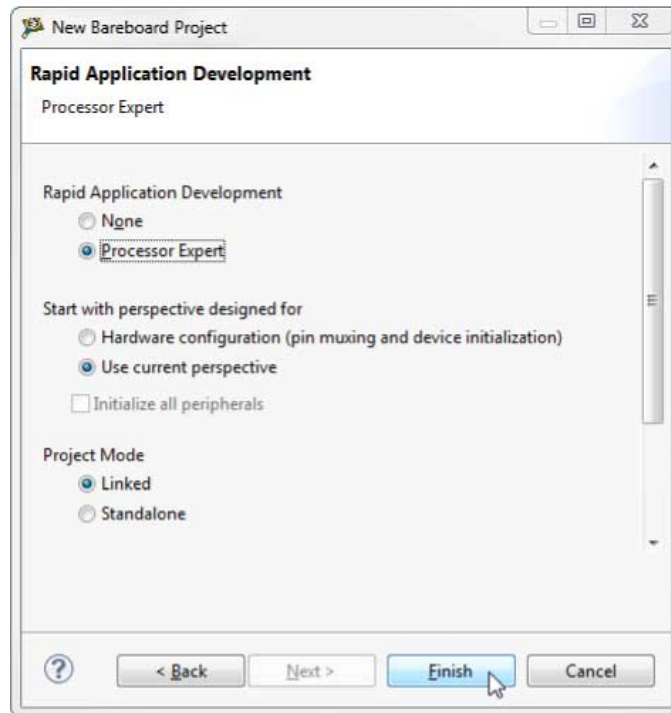 New Bareboard Project
Rapid Application Development
Processor Expert
Rapid Application Development
None
Processor Expert
Start with perspective designed for
Hardware configuration (pin muxing and device initialization)
Use current perspective
Initialize all peripherals
Project Mode
Linked
Standalone
? < Back Next > Finish Cancel